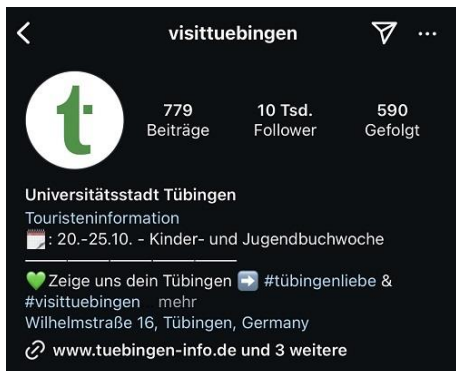 visittuebingen
t
779 10 Tsd. 590
Beiträge Follower Gefolgt
Universitätsstadt Tübingen
Touristeninformation
🗓️: 20.-25.10. - Kinder- und Jugendbuchwoche
💚Zeige uns dein Tübingen ➡️ #tübingenliebe &
#visittuebingen mehr
Wilhelmstraße 16, Tübingen, Germany
www.tuebingen-info.de und 3 weitere